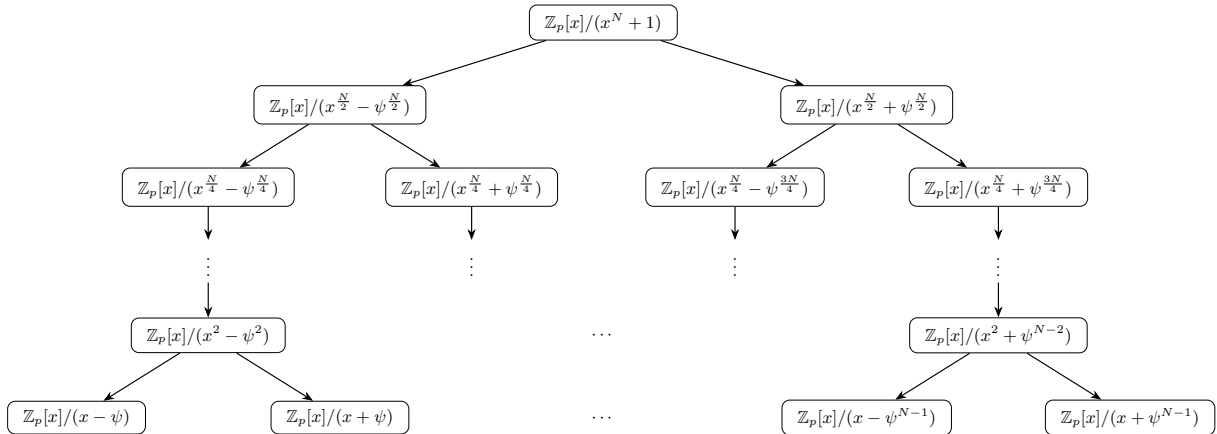 ℤ_p[x]/(x^N + 1)
ℤ_p[x]/(x^{N/2} − ψ^{N/2}) ℤ_p[x]/(x^{N/2} + ψ^{N/2})
ℤ_p[x]/(x^{N/4} − ψ^{N/4}) ℤ_p[x]/(x^{N/4} + ψ^{N/4}) ℤ_p[x]/(x^{N/4} − ψ^{3N/4}) ℤ_p[x]/(x^{N/4} + ψ^{3N/4})
⋮ ⋮ ⋮ ⋮
ℤ_p[x]/(x^2 − ψ^2) ⋯ ℤ_p[x]/(x^2 + ψ^{N−2})
ℤ_p[x]/(x − ψ) ℤ_p[x]/(x + ψ) ⋯ ℤ_p[x]/(x − ψ^{N−1}) ℤ_p[x]/(x + ψ^{N−1})